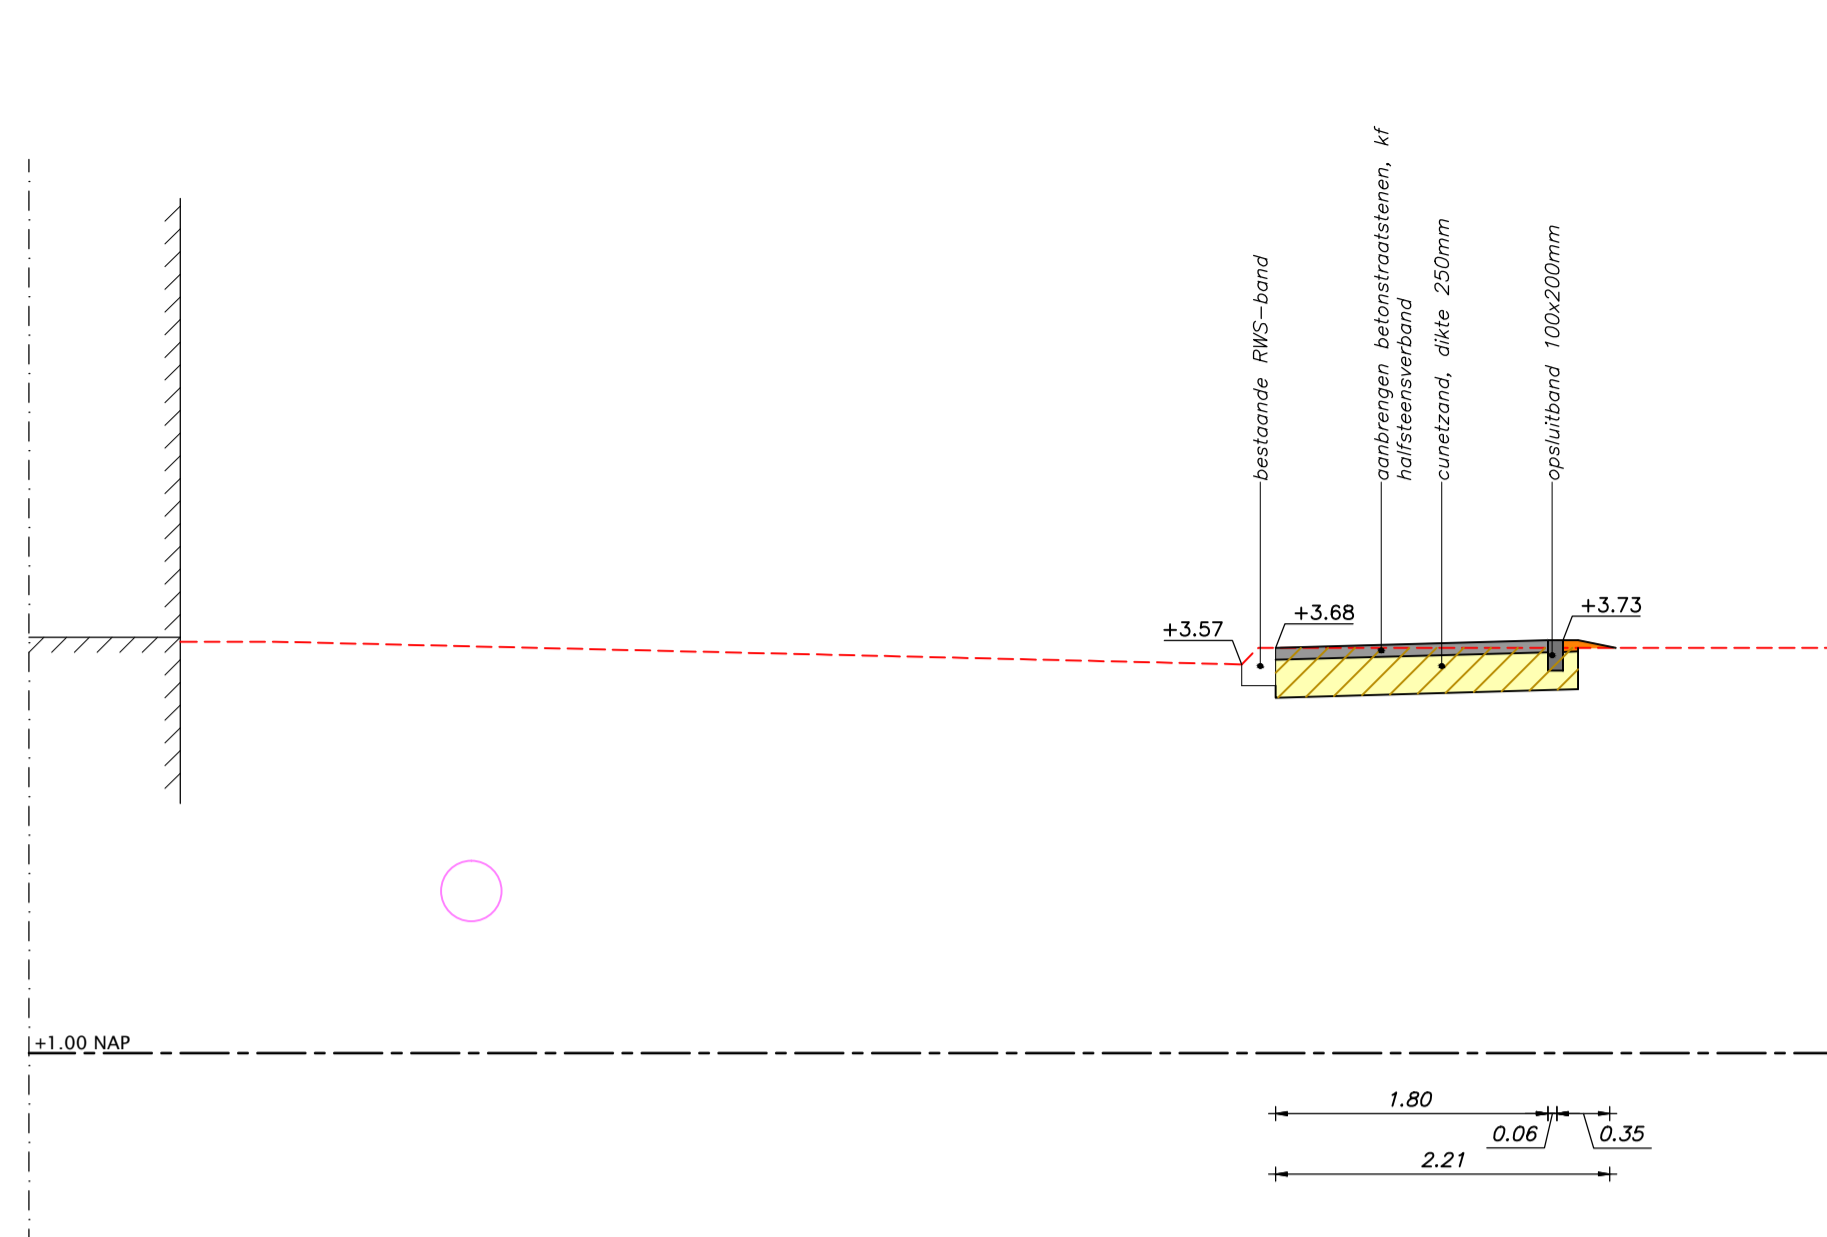 bestaande RWS-band
aanbrengen betonstraatstenen, kf
halfsteensverband
cunetzand, dikte 250mm
opsluitband 100x200mm
+3.57
+3.68
+3.73
+1.00 NAP
1.80
0.06
0.35
2.21